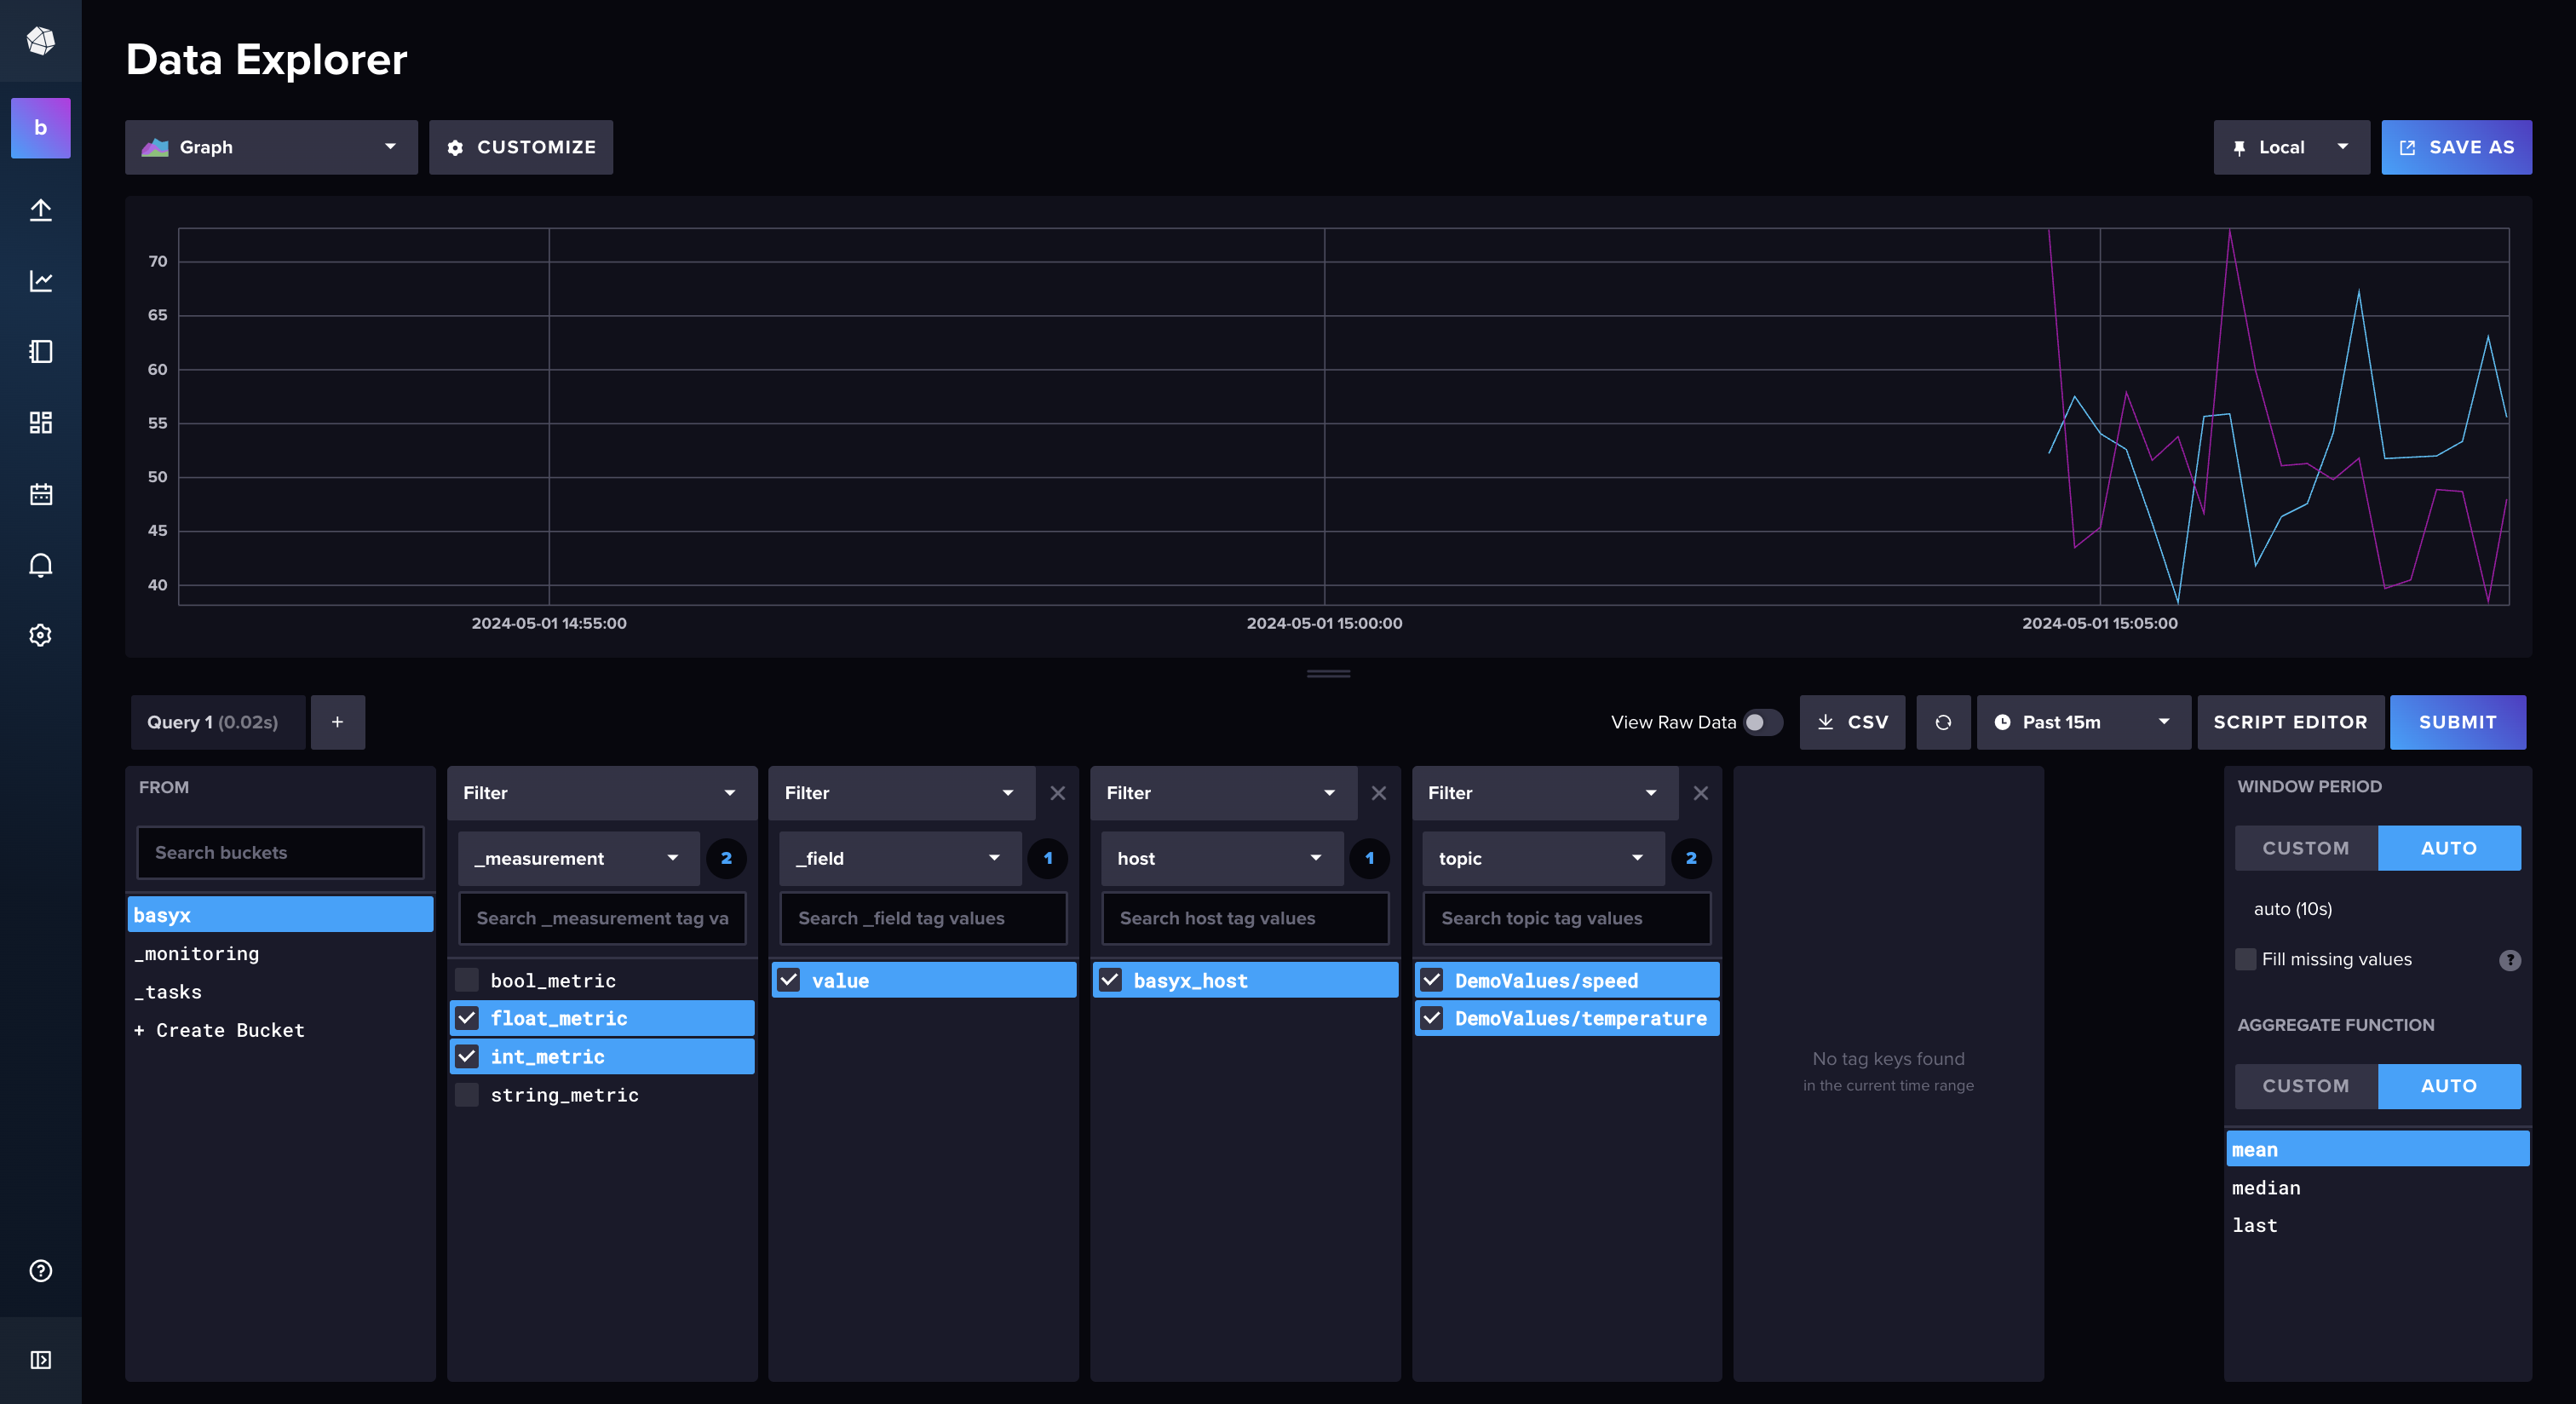 Data Explorer
b
Graph
CUSTOMIZE
Local
SAVE AS
70
65
60
55
50
45
40
2024-05-01 14:55:00
2024-05-01 15:00:00
2024-05-01 15:05:00
Query 1 (0.02s)
+
View Raw Data
CSV
Past 15m
SCRIPT EDITOR
SUBMIT
FROM
Search buckets
basyx
_monitoring
_tasks
+ Create Bucket
Filter
_measurement
2
Search _measurement tag va
bool_metric
float_metric
int_metric
string_metric
Filter
_field
1
Search _field tag values
value
Filter
host
1
Search host tag values
basyx_host
Filter
topic
2
Search topic tag values
DemoValues/speed
DemoValues/temperature
No tag keys found
in the current time range
WINDOW PERIOD
CUSTOM
AUTO
auto (10s)
Fill missing values
?
AGGREGATE FUNCTION
CUSTOM
AUTO
mean
median
last
?